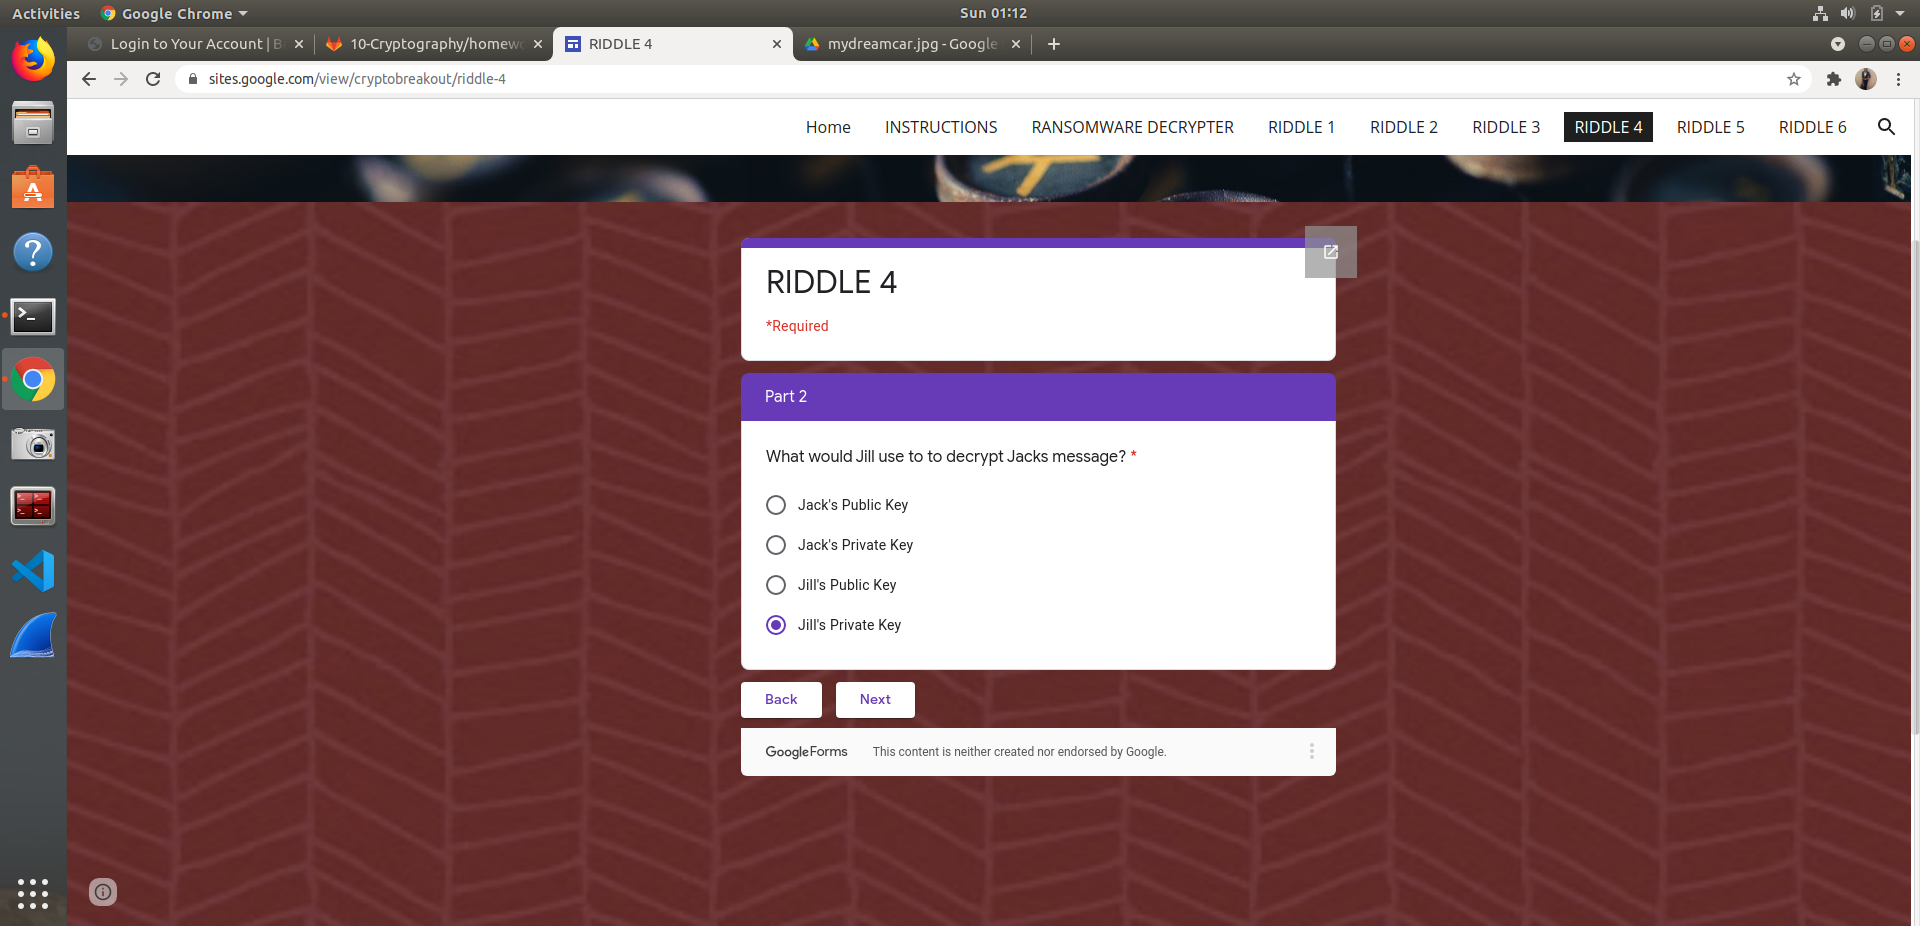 Activities Google Chrome Sun 01:12
Login to Your Account | B
10-Cryptography/homew
RIDDLE 4
mydreamcar.jpg - Google
sites.google.com/view/cryptobreakout/riddle-4
Home INSTRUCTIONS RANSOMWARE DECRYPTER RIDDLE 1 RIDDLE 2 RIDDLE 3 RIDDLE 4 RIDDLE 5 RIDDLE 6
RIDDLE 4
*Required
Part 2
What would Jill use to to decrypt Jacks message? *
Jack's Public Key
Jack's Private Key
Jill's Public Key
Jill's Private Key
Back Next
Google Forms This content is neither created nor endorsed by Google.